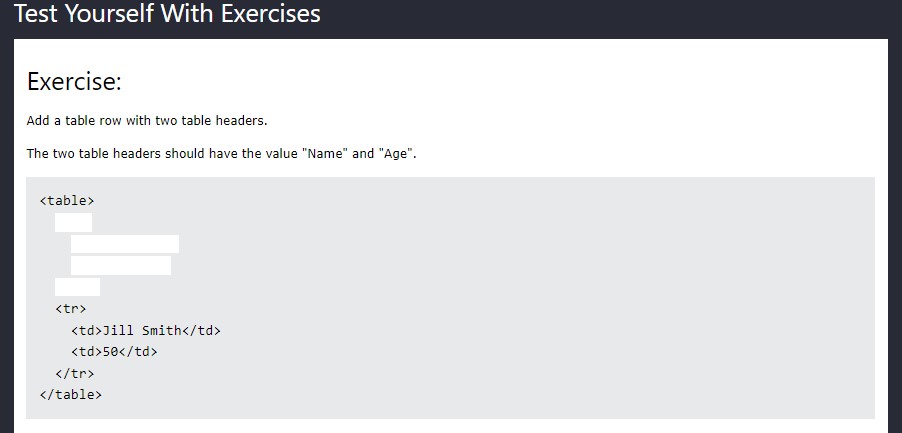 Test Yourself With Exercises
Exercise:
Add a table row with two table headers.
The two table headers should have the value "Name" and "Age".
<table>
<tr>
<td>Jill Smith</td>
<td>50</td>
</tr>
</table>